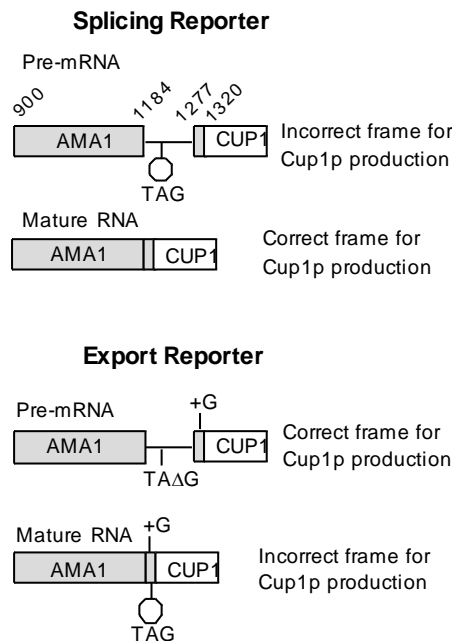 Splicing Reporter
Pre-mRNA
900
1184
1277
1320
AMA1
CUP1
Incorrect frame for
Cup1p production
TAG
Mature RNA
AMA1
CUP1
Correct frame for
Cup1p production
Export Reporter
+G
Pre-mRNA
AMA1
CUP1
Correct frame for
Cup1p production
TAΔG
Mature RNA
+G
AMA1
CUP1
Incorrect frame for
Cup1p production
TAG